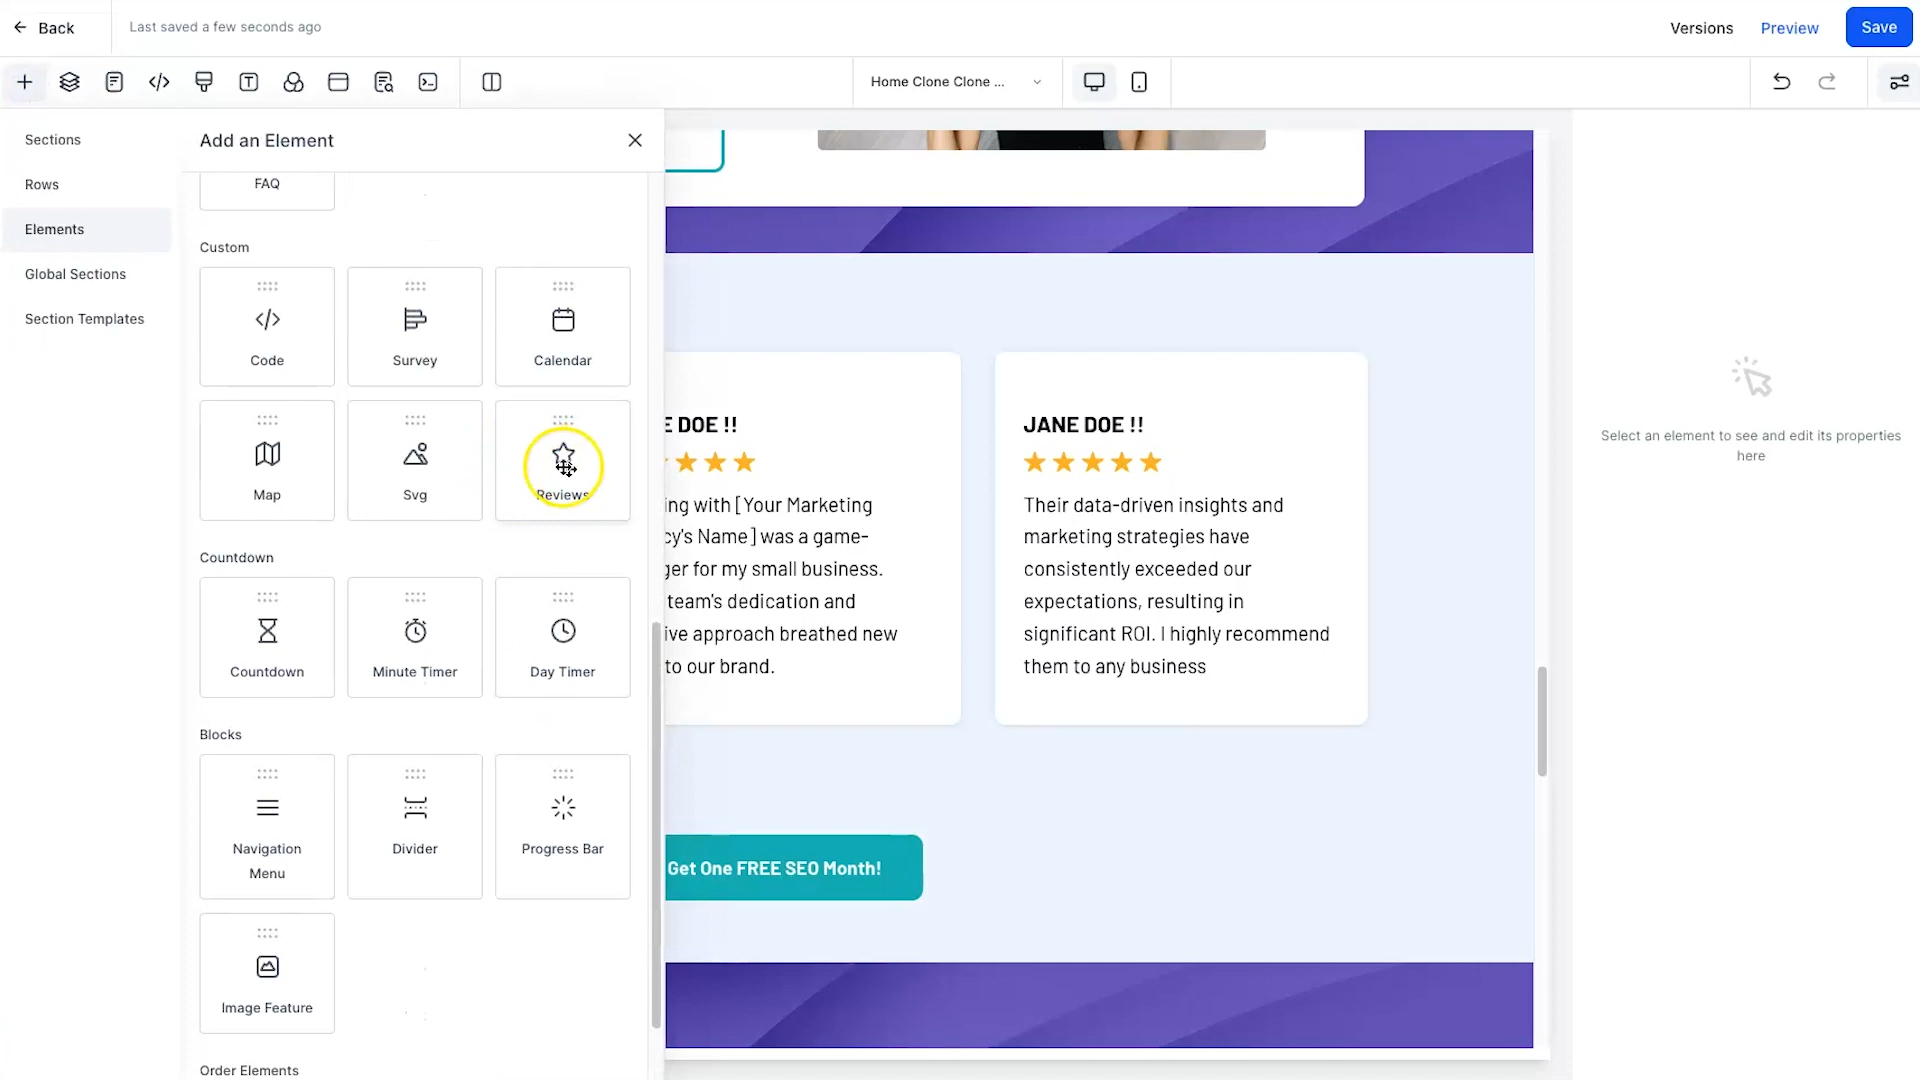 Back
Last saved a few seconds ago
Versions
Preview
Save
Home Clone Clone ...
Sections
Rows
Elements
Global Sections
Section Templates
Add an Element
FAQ
Custom
Code
Survey
Calendar
Map
Svg
Reviews
Countdown
Countdown
Minute Timer
Day Timer
Blocks
Navigation
Menu
Divider
Progress Bar
Image Feature
Order Elements
E DOE !!
ing with [Your Marketing
cy's Name] was a game-
ger for my small business.
team's dedication and
ive approach breathed new
to our brand.
JANE DOE !!
Their data-driven insights and
marketing strategies have
consistently exceeded our
expectations, resulting in
significant ROI. I highly recommend
them to any business
Get One FREE SEO Month!
Select an element to see and edit its properties
here